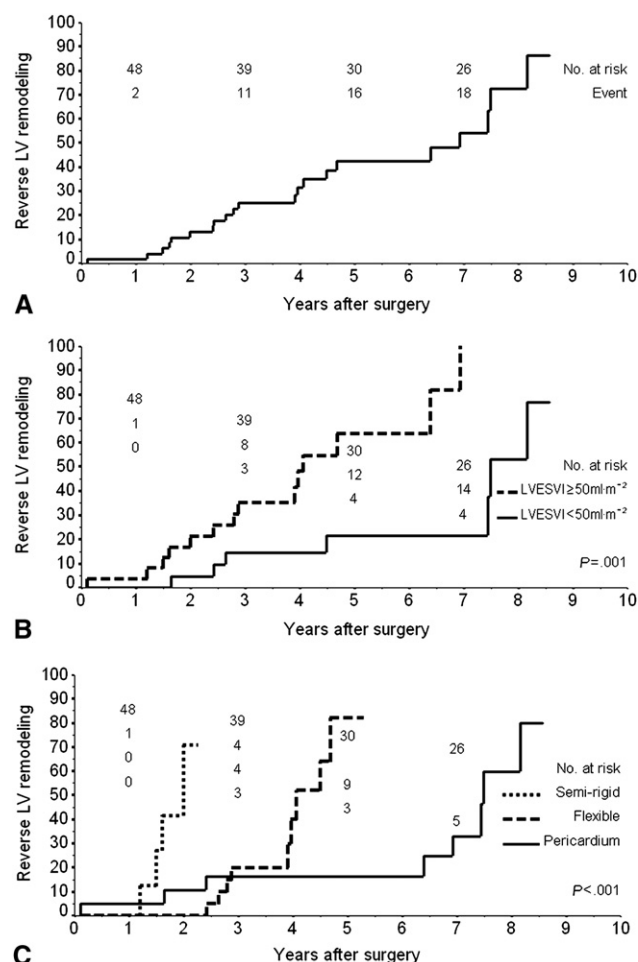 Reverse LV remodeling
100
90
80
70
60
50
40
30
20
10
0
48 39 30 26 No. at risk
2 11 16 18 Event
0 1 2 3 4 5 6 7 8 9 10
Years after surgery
A
Reverse LV remodeling
100
90
80
70
60
50
40
30
20
10
0
48 39 30 26 No. at risk
1 8 12 14 LVESVI≥50ml·m⁻²
0 3 4 4 LVESVI<50ml·m⁻²
P=.001
0 1 2 3 4 5 6 7 8 9 10
Years after surgery
B
Reverse LV remodeling
100
90
80
70
60
50
40
30
20
10
0
48 39 30 26 No. at risk
1 4 Semi-rigid
0 4 9 Flexible
0 3 3 5 Pericardium
P<.001
0 1 2 3 4 5 6 7 8 9 10
Years after surgery
C